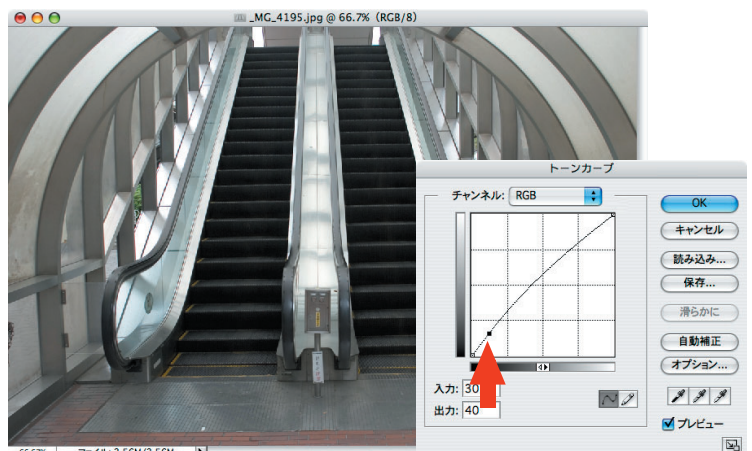 _MG_4195.jpg @ 66.7% (RGB/8)
トーンカーブ
チャンネル: RGB
OK
キャンセル
読み込み...
保存...
滑らかに
自動補正
オプション...
入力: 30
出力: 40
プレビュー